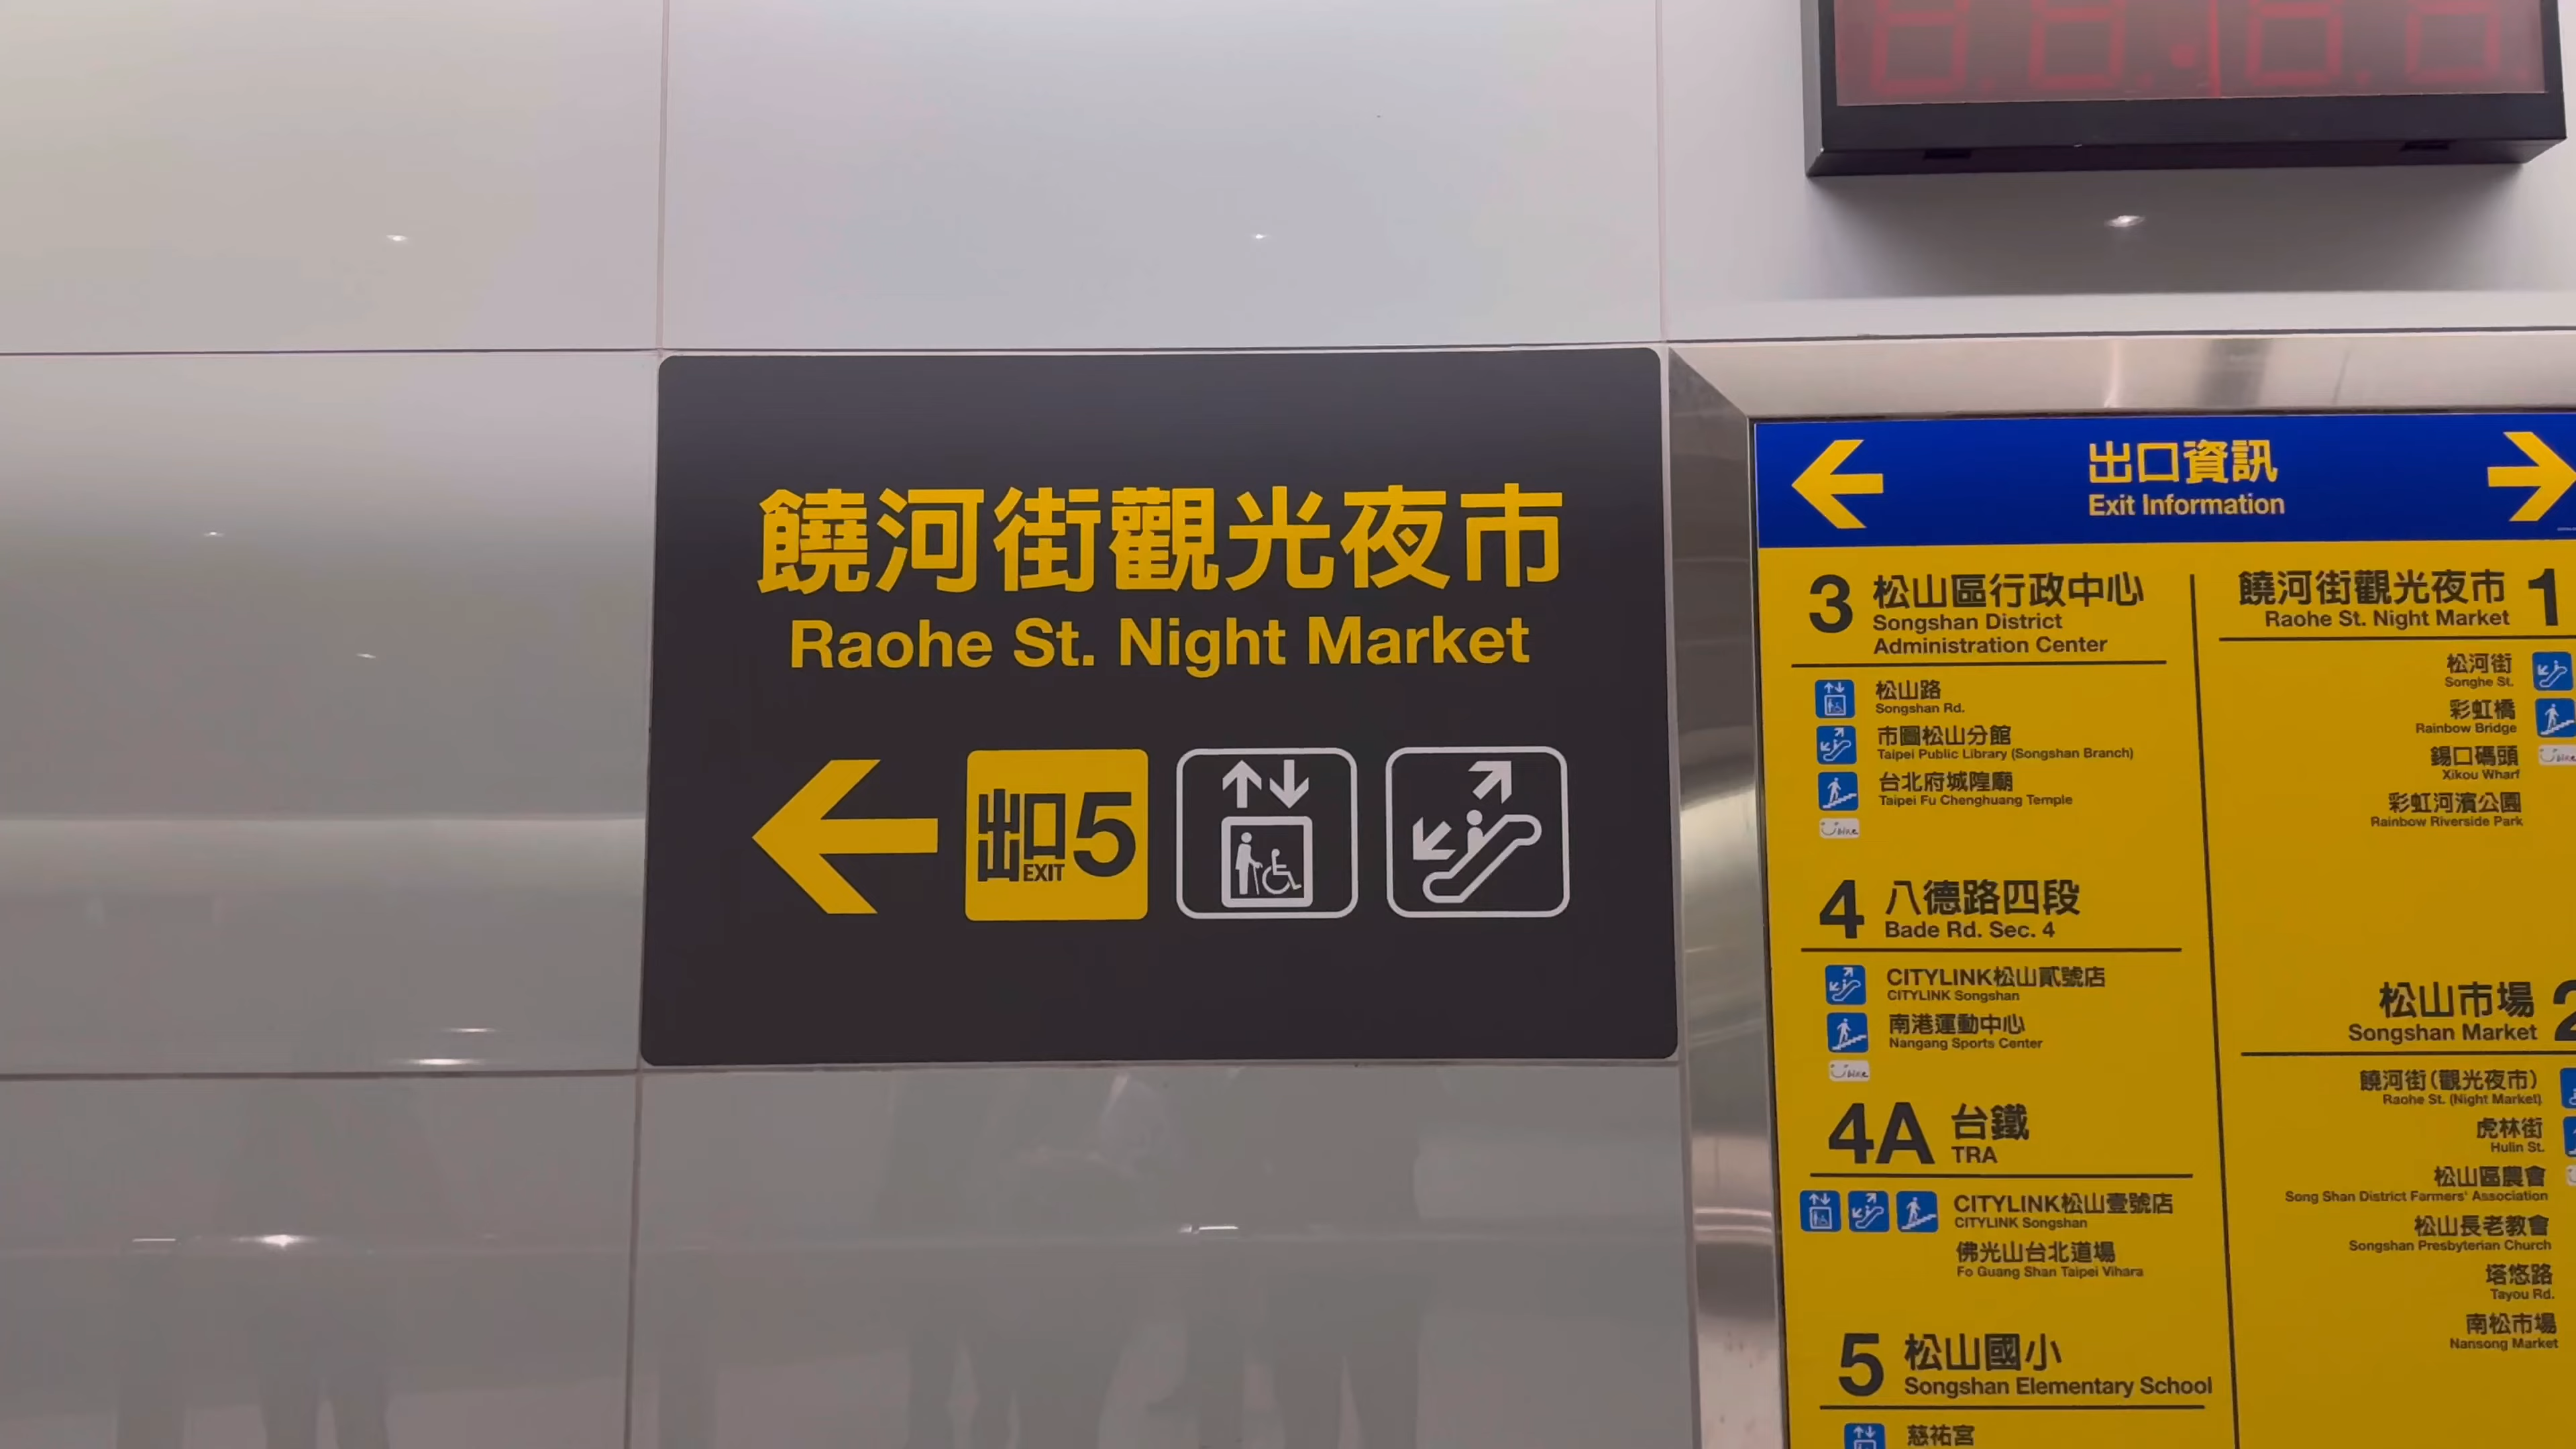 饒河街觀光夜市
Raohe St. Night Market
出口 EXIT 5
出口資訊
Exit Information
3 松山區行政中心
Songshan District
Administration Center
松山路
Songshan Rd.
市圖松山分館
Taipei Public Library (Songshan Branch)
台北府城隍廟
Taipei Fu Chenghuang Temple
4 八德路四段
Bade Rd. Sec. 4
CITYLINK松山貳號店
CITYLINK Songshan
南港運動中心
Nangang Sports Center
4A 台鐵
TRA
CITYLINK松山壹號店
CITYLINK Songshan
佛光山台北道場
Fo Guang Shan Taipei Vihara
5 松山國小
Songshan Elementary School
慈祐宮
饒河街觀光夜市 1
Raohe St. Night Market
松河街
Songhe St.
彩虹橋
Rainbow Bridge
錫口碼頭
Xikou Wharf
彩虹河濱公園
Rainbow Riverside Park
松山市場 2
Songshan Market
饒河街(觀光夜市)
Raohe St. (Night Market)
虎林街
Hulin St.
松山區農會
Song Shan District Farmers' Association
松山長老教會
Songshan Presbyterian Church
塔悠路
Tayou Rd.
南松市場
Nansong Market